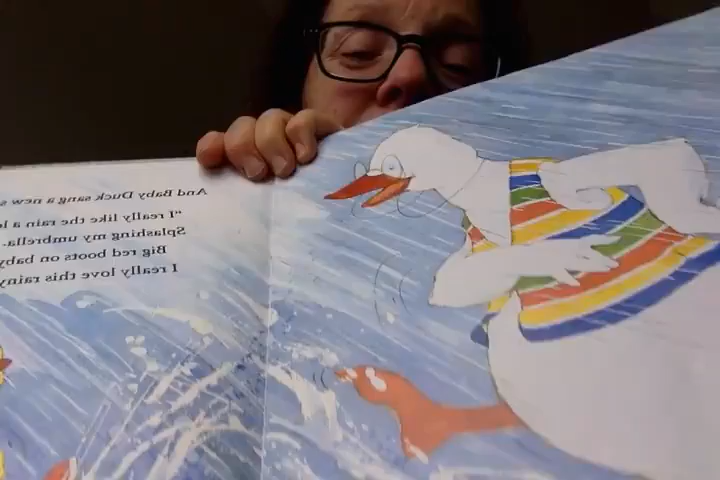 And Baby Duck sang a new
"I really like the rain a
Splashing my umbrella.
Big red boots on baby
I really love this rainy